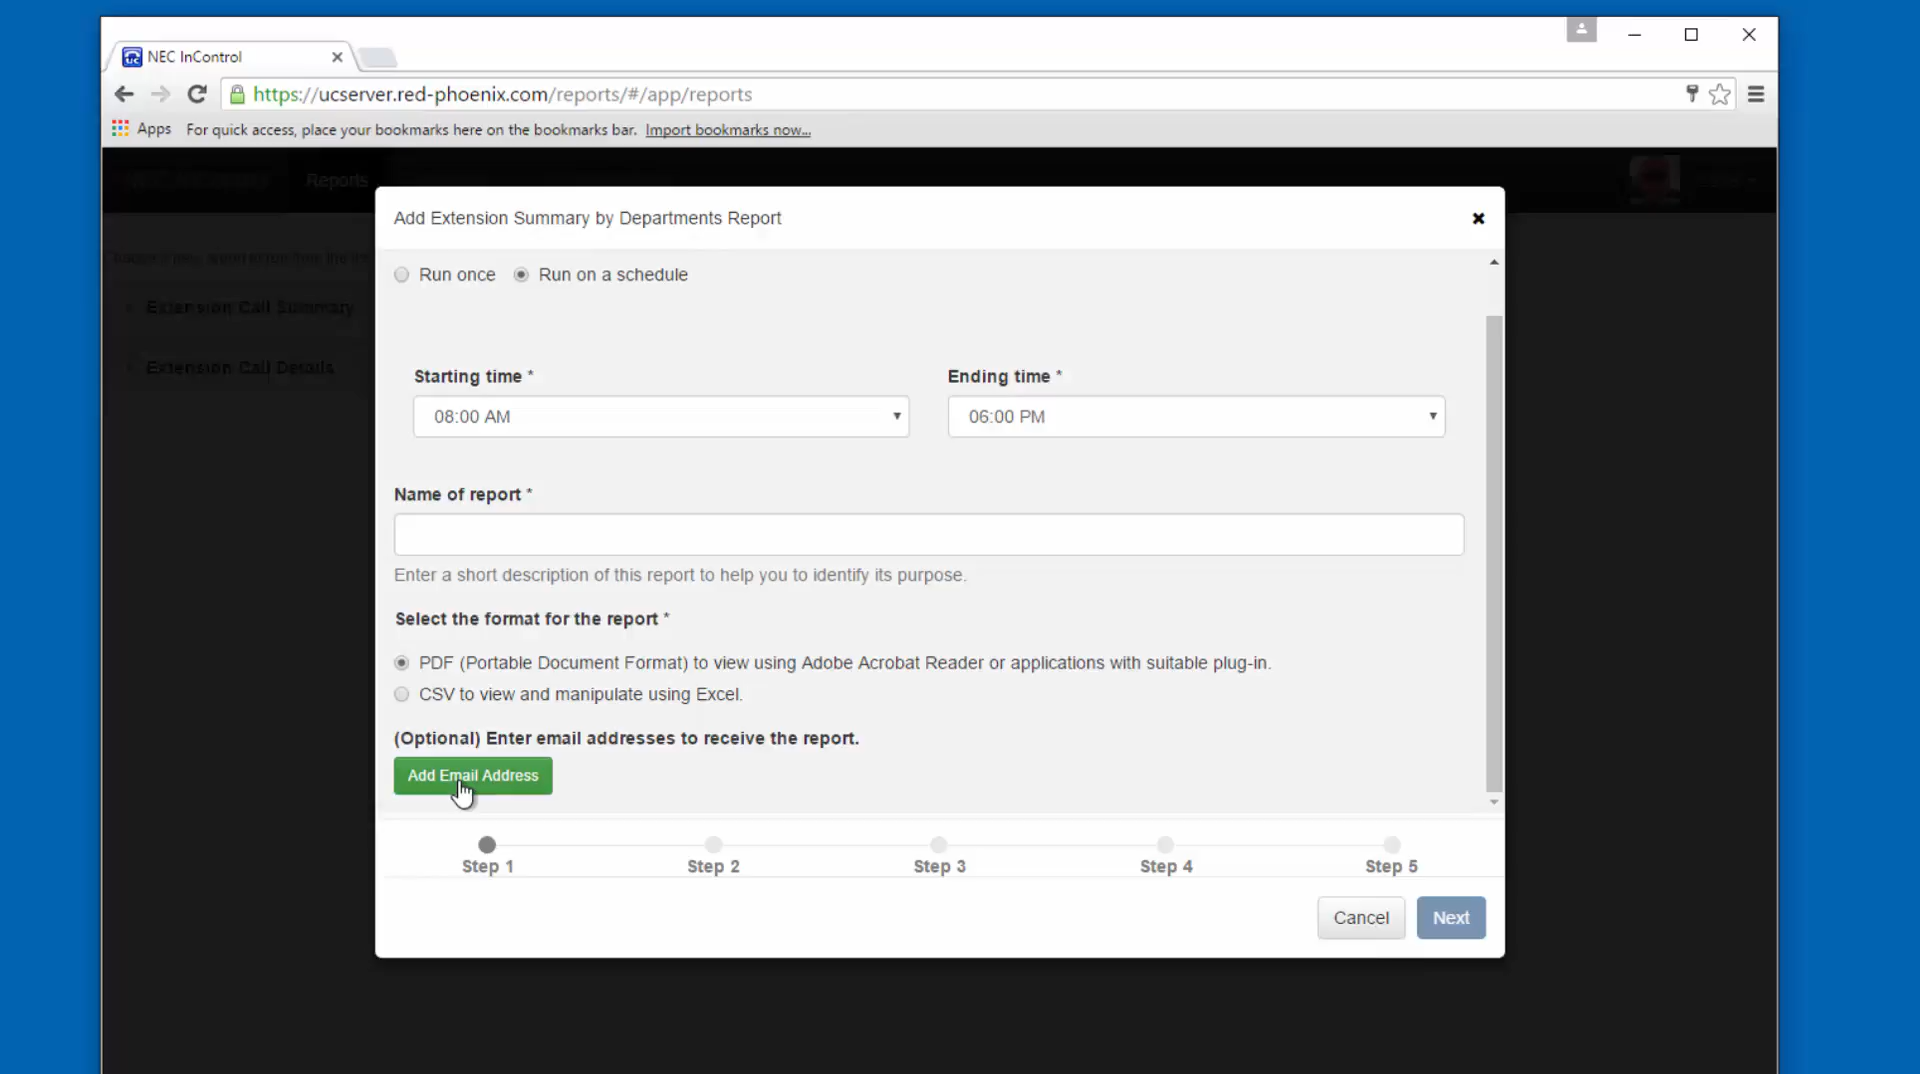 NEC InControl
https://ucserver.red-phoenix.com/reports/#/app/reports
Apps For quick access, place your bookmarks here on the bookmarks bar. Import bookmarks now...
Reports
Add Extension Summary by Departments Report
Run once Run on a schedule
Extension Call Summary
Extension Call Details
Starting time * Ending time *
08:00 AM 06:00 PM
Name of report *
Enter a short description of this report to help you to identify its purpose.
Select the format for the report *
PDF (Portable Document Format) to view using Adobe Acrobat Reader or applications with suitable plug-in.
CSV to view and manipulate using Excel.
(Optional) Enter email addresses to receive the report.
Add Email Address
Step 1 Step 2 Step 3 Step 4 Step 5
Cancel Next